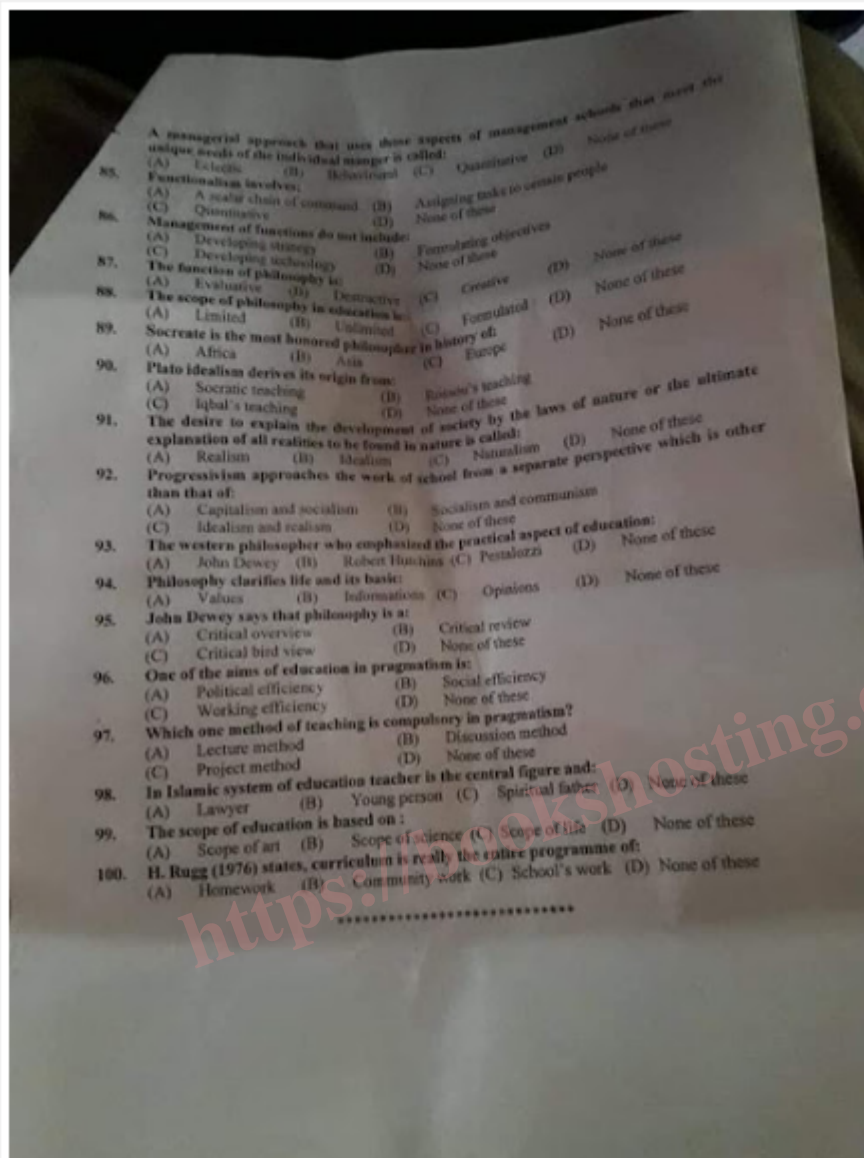 A managerial approach that uses those aspects of management schools that meet the
unique needs of the individual manger is called:
(A) Eclectic (B) Behavioural (C) Quantitative (D) None of these
85. Functionalism involves:
(A) A scalar chain of command (B) Assigning tasks to certain people
(C) Quantitative (D) None of these
86. Management of functions do not include:
(A) Developing strategy (B) Formulating objectives
(C) Developing technology (D) None of these
87. The function of philosophy is:
(A) Evaluative (B) Destructive (C) Creative (D) None of these
88. The scope of philosophy in education is:
(A) Limited (B) Unlimited (C) Formulated (D) None of these
89. Socreate is the most honored philosopher in history of:
(A) Africa (B) Asia (C) Europe (D) None of these
90. Plato idealism derives its origin from:
(A) Socratic teaching (B) teaching
(C) Iqbal's teaching (D) None of these
91. The desire to explain the development of society by the laws of nature or the ultimate
explanation of all realities to be found in nature is called:
(A) Realism (B) Idealism (C) Naturalism (D) None of these
92. Progressivism approaches the work of school from a separate perspective which is other
than that of:
(A) Capitalism and socialism (B) Socialism and communism
(C) Idealism and realism (D) None of these
93. The western philosopher who emphasized the practical aspect of education:
(A) John Dewey (B) Robert Hutchins (C) Pestalozzi (D) None of these
94. Philosophy clarifies life and its basic:
(A) Values (B) Informations (C) Opinions (D) None of these
95. John Dewey says that philosophy is a:
(A) Critical overview (B) Critical review
(C) Critical bird view (D) None of these
96. One of the aims of education in pragmatism is:
(A) Political efficiency (B) Social efficiency
(C) Working efficiency (D) None of these
97. Which one method of teaching is compulsory in pragmatism?
(A) Lecture method (B) Discussion method
(C) Project method (D) None of these
98. In Islamic system of education teacher is the central figure and:
(A) Lawyer (B) Young person (C) Spiritual father (D) None of these
99. The scope of education is based on :
(A) Scope of art (B) Scope of science (C) Scope of life (D) None of these
100. H. Rugg (1976) states, curriculum is really the entire programme of:
(A) Homework (B) Community work (C) School's work (D) None of these
****************************
https://bookshosting.